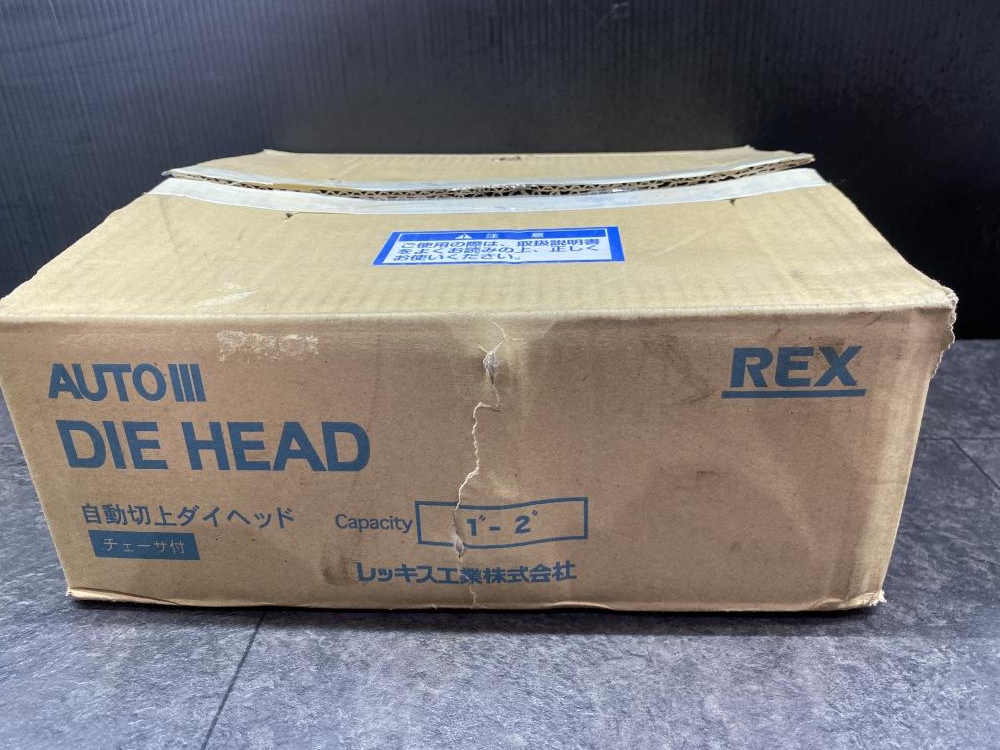 ⚠ 注 意
ご使用の際は、取扱説明書
をよくお読みの上、正しく
お使いください。
AUTO III
REX
DIE HEAD
自動切上ダイヘッド
チェーザ付
Capacity 1"- 2"
レッキス工業株式会社